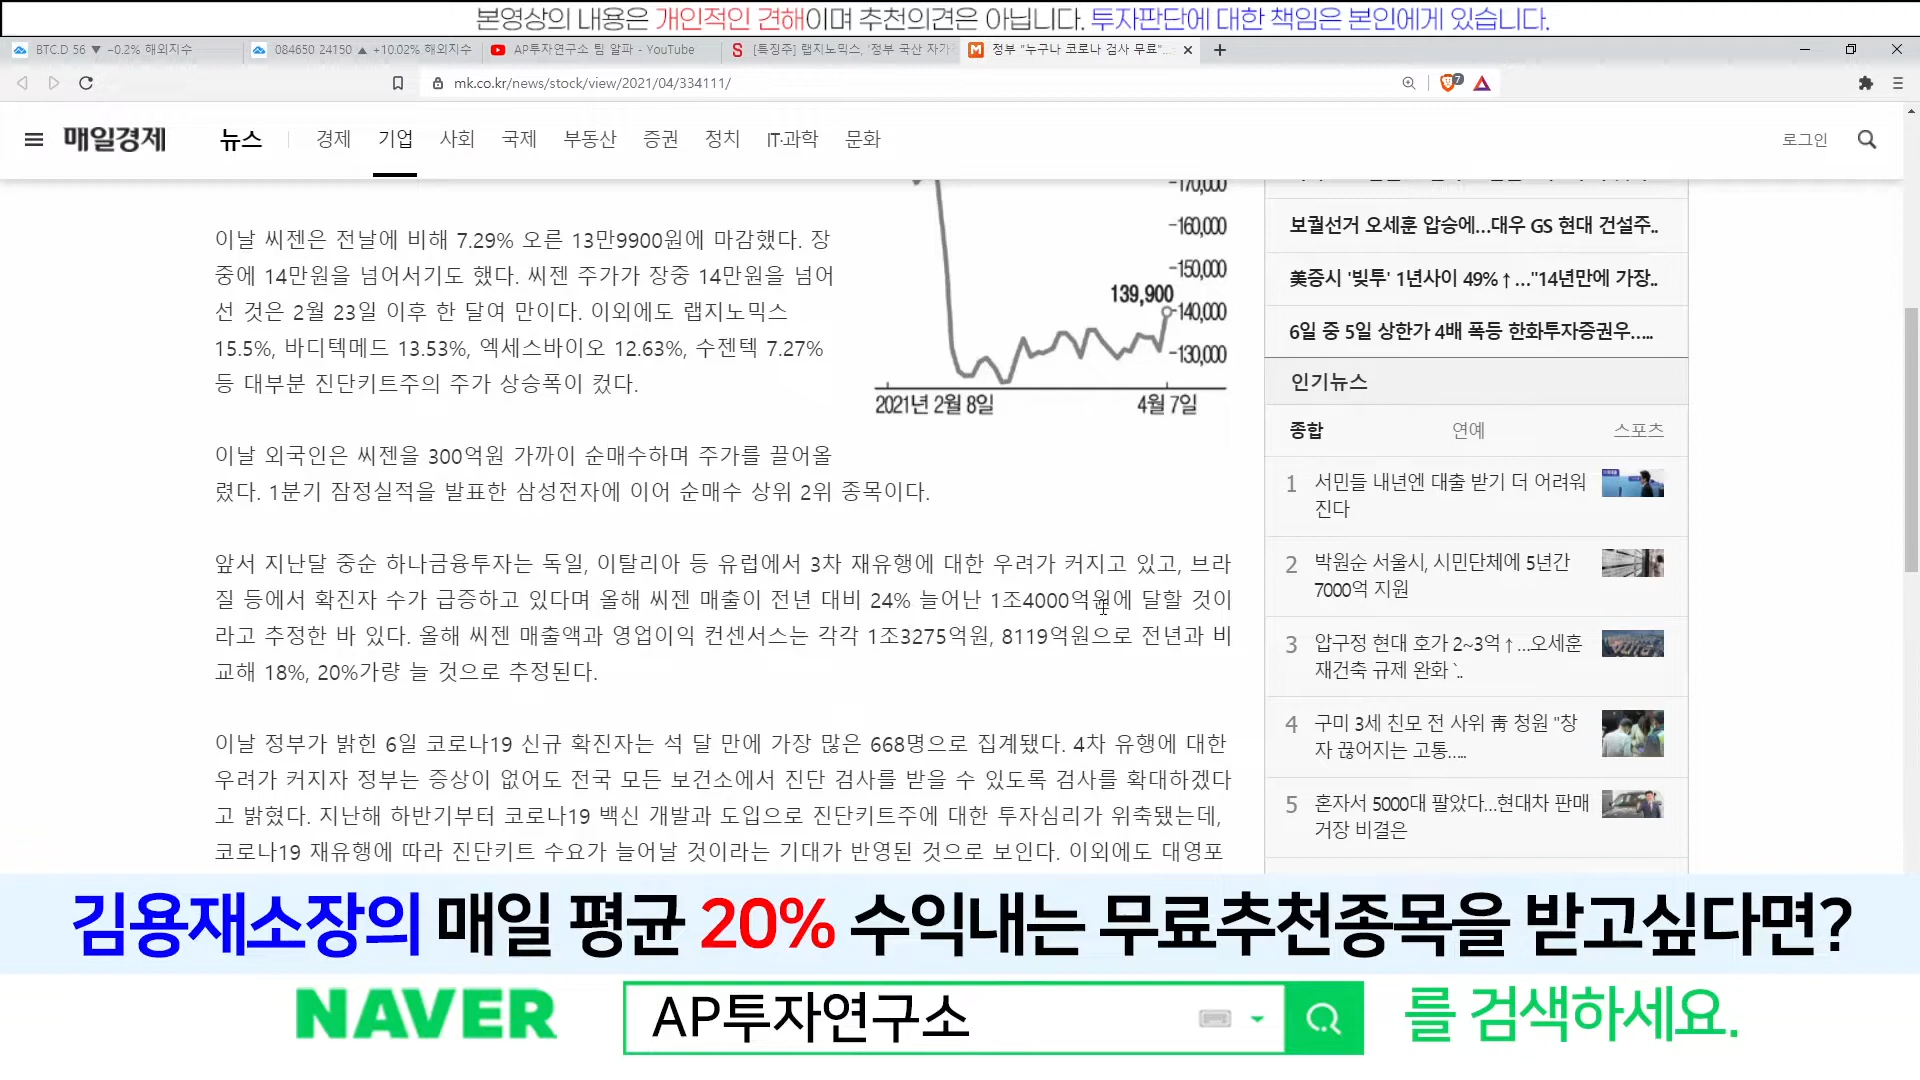 본영상의 내용은 개인적인 견해이며 추천의견은 아닙니다. 투자판단에 대한 책임은 본인에게 있습니다.
BTC.D 56 ▼ −0.2% 해외지수
084650 24150 ▲ +10.02% 해외지수
AP투자연구소 팀 알파 - YouTube
[특징주] 랩지노믹스, '정부 국산 자가
정부 "누구나 코로나 검사 무료"...
mk.co.kr/news/stock/view/2021/04/334111/
7
매일경제
뉴스
경제
기업
사회
국제
부동산
증권
정치
IT·과학
문화
로그인
이날 씨젠은 전날에 비해 7.29% 오른 13만9900원에 마감했다. 장
중에 14만원을 넘어서기도 했다. 씨젠 주가가 장중 14만원을 넘어
선 것은 2월 23일 이후 한 달여 만이다. 이외에도 랩지노믹스
15.5%, 바디텍메드 13.53%, 엑세스바이오 12.63%, 수젠텍 7.27%
등 대부분 진단키트주의 주가 상승폭이 컸다.
170,000
160,000
150,000
139,900
140,000
130,000
2021년 2월 8일
4월 7일
이날 외국인은 씨젠을 300억원 가까이 순매수하며 주가를 끌어올
렸다. 1분기 잠정실적을 발표한 삼성전자에 이어 순매수 상위 2위 종목이다.
앞서 지난달 중순 하나금융투자는 독일, 이탈리아 등 유럽에서 3차 재유행에 대한 우려가 커지고 있고, 브라
질 등에서 확진자 수가 급증하고 있다며 올해 씨젠 매출이 전년 대비 24% 늘어난 1조4000억원에 달할 것이
라고 추정한 바 있다. 올해 씨젠 매출액과 영업이익 컨센서스는 각각 1조3275억원, 8119억원으로 전년과 비
교해 18%, 20%가량 늘 것으로 추정된다.
이날 정부가 밝힌 6일 코로나19 신규 확진자는 석 달 만에 가장 많은 668명으로 집계됐다. 4차 유행에 대한
우려가 커지자 정부는 증상이 없어도 전국 모든 보건소에서 진단 검사를 받을 수 있도록 검사를 확대하겠다
고 밝혔다. 지난해 하반기부터 코로나19 백신 개발과 도입으로 진단키트주에 대한 투자심리가 위축됐는데,
코로나19 재유행에 따라 진단키트 수요가 늘어날 것이라는 기대가 반영된 것으로 보인다. 이외에도 대영포
보궐선거 오세훈 압승에...대우 GS 현대 건설주..
美증시 '빚투' 1년사이 49%↑..."14년만에 가장..
6일 중 5일 상한가 4배 폭등 한화투자증권우.....
인기뉴스
종합
연예
스포츠
1 서민들 내년엔 대출 받기 더 어려워
진다
2 박원순 서울시, 시민단체에 5년간
7000억 지원
3 압구정 현대 호가 2~3억↑...오세훈
재건축 규제 완화 `..
4 구미 3세 친모 전 사위 靑 청원 "창
자 끊어지는 고통.....
5 혼자서 5000대 팔았다...현대차 판매
거장 비결은
김용재소장의 매일 평균 20% 수익내는 무료추천종목을 받고싶다면?
NAVER
AP투자연구소
를 검색하세요.